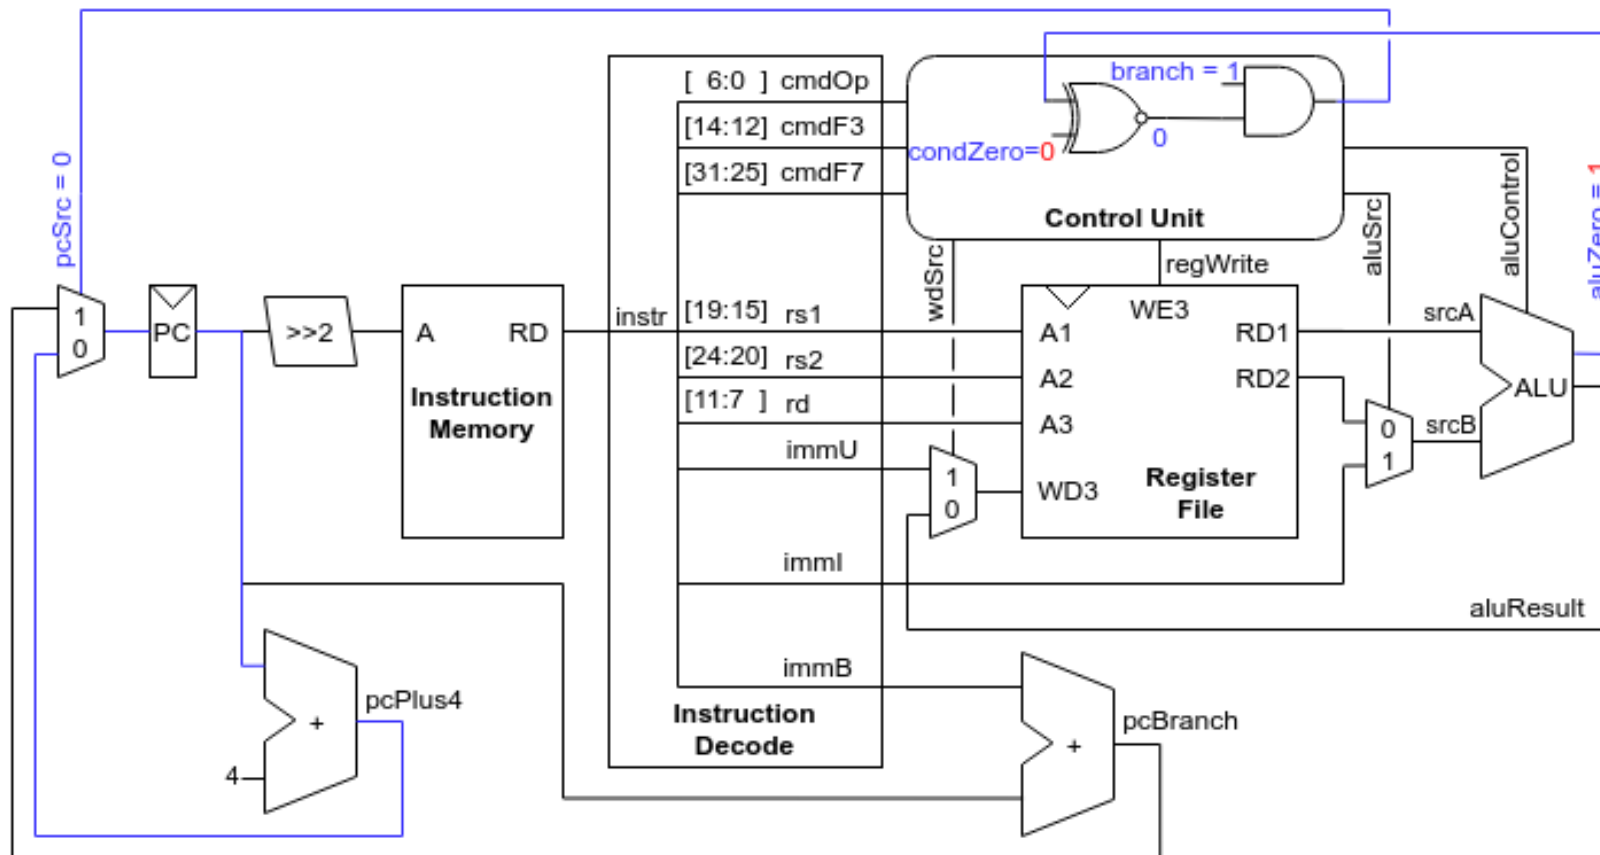 [ 6:0 ] cmdOp
[14:12] cmdF3
[31:25] cmdF7
branch = 1
condZero=0
0
Control Unit
pcSrc = 0
wdSrc
regWrite
aluSrc
aluControl
aluZero = 1
1
0
PC
>>2
A
RD
Instruction
Memory
instr
[19:15] rs1
[24:20] rs2
[11:7 ] rd
immU
immI
immB
Instruction
Decode
1
0
WE3
A1
A2
A3
WD3
RD1
RD2
Register
File
srcA
srcB
0
1
ALU
aluResult
pcPlus4
+
4
pcBranch
+